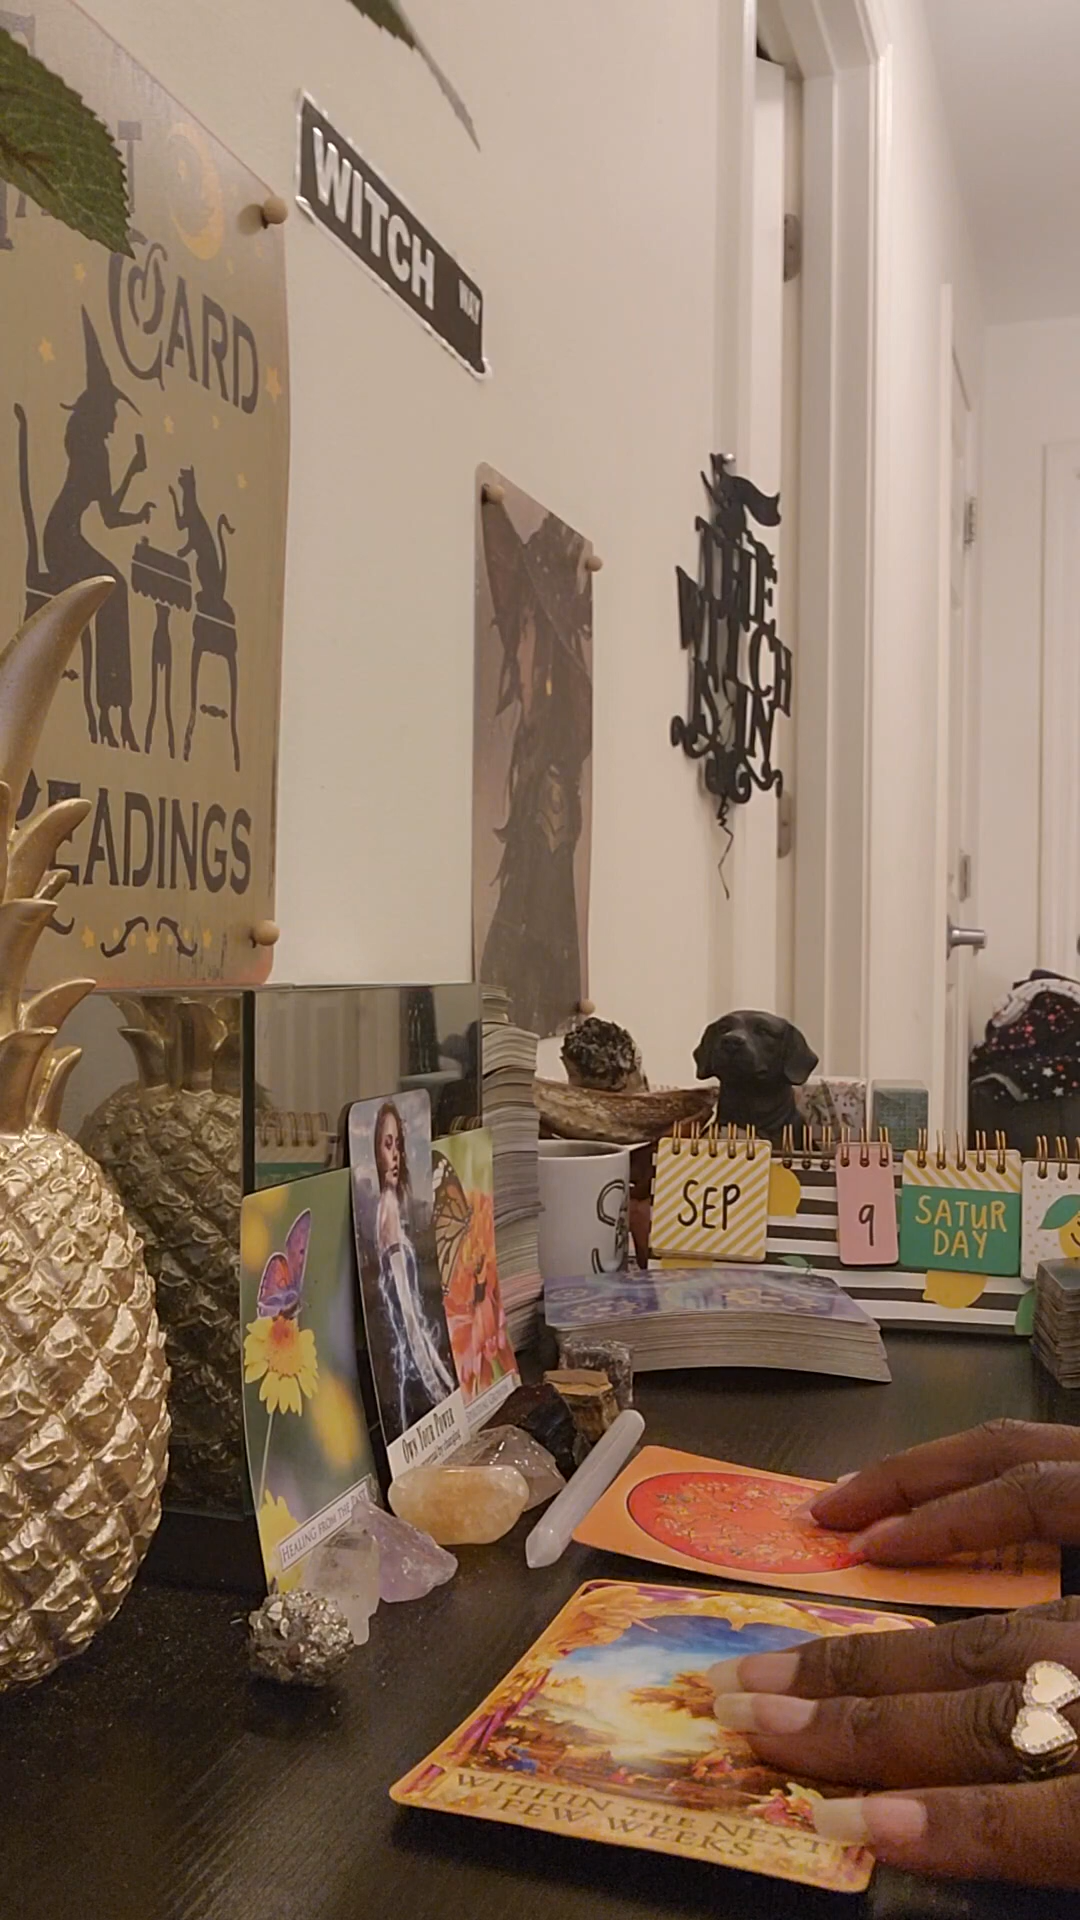 CARD
READINGS
WITCH WAY
THE
WITCH
IS IN
SEP
9
SATUR
DAY
OWN YOUR POWER
HEALING FROM THE PAST
WITHIN THE NEXT
FEW WEEKS